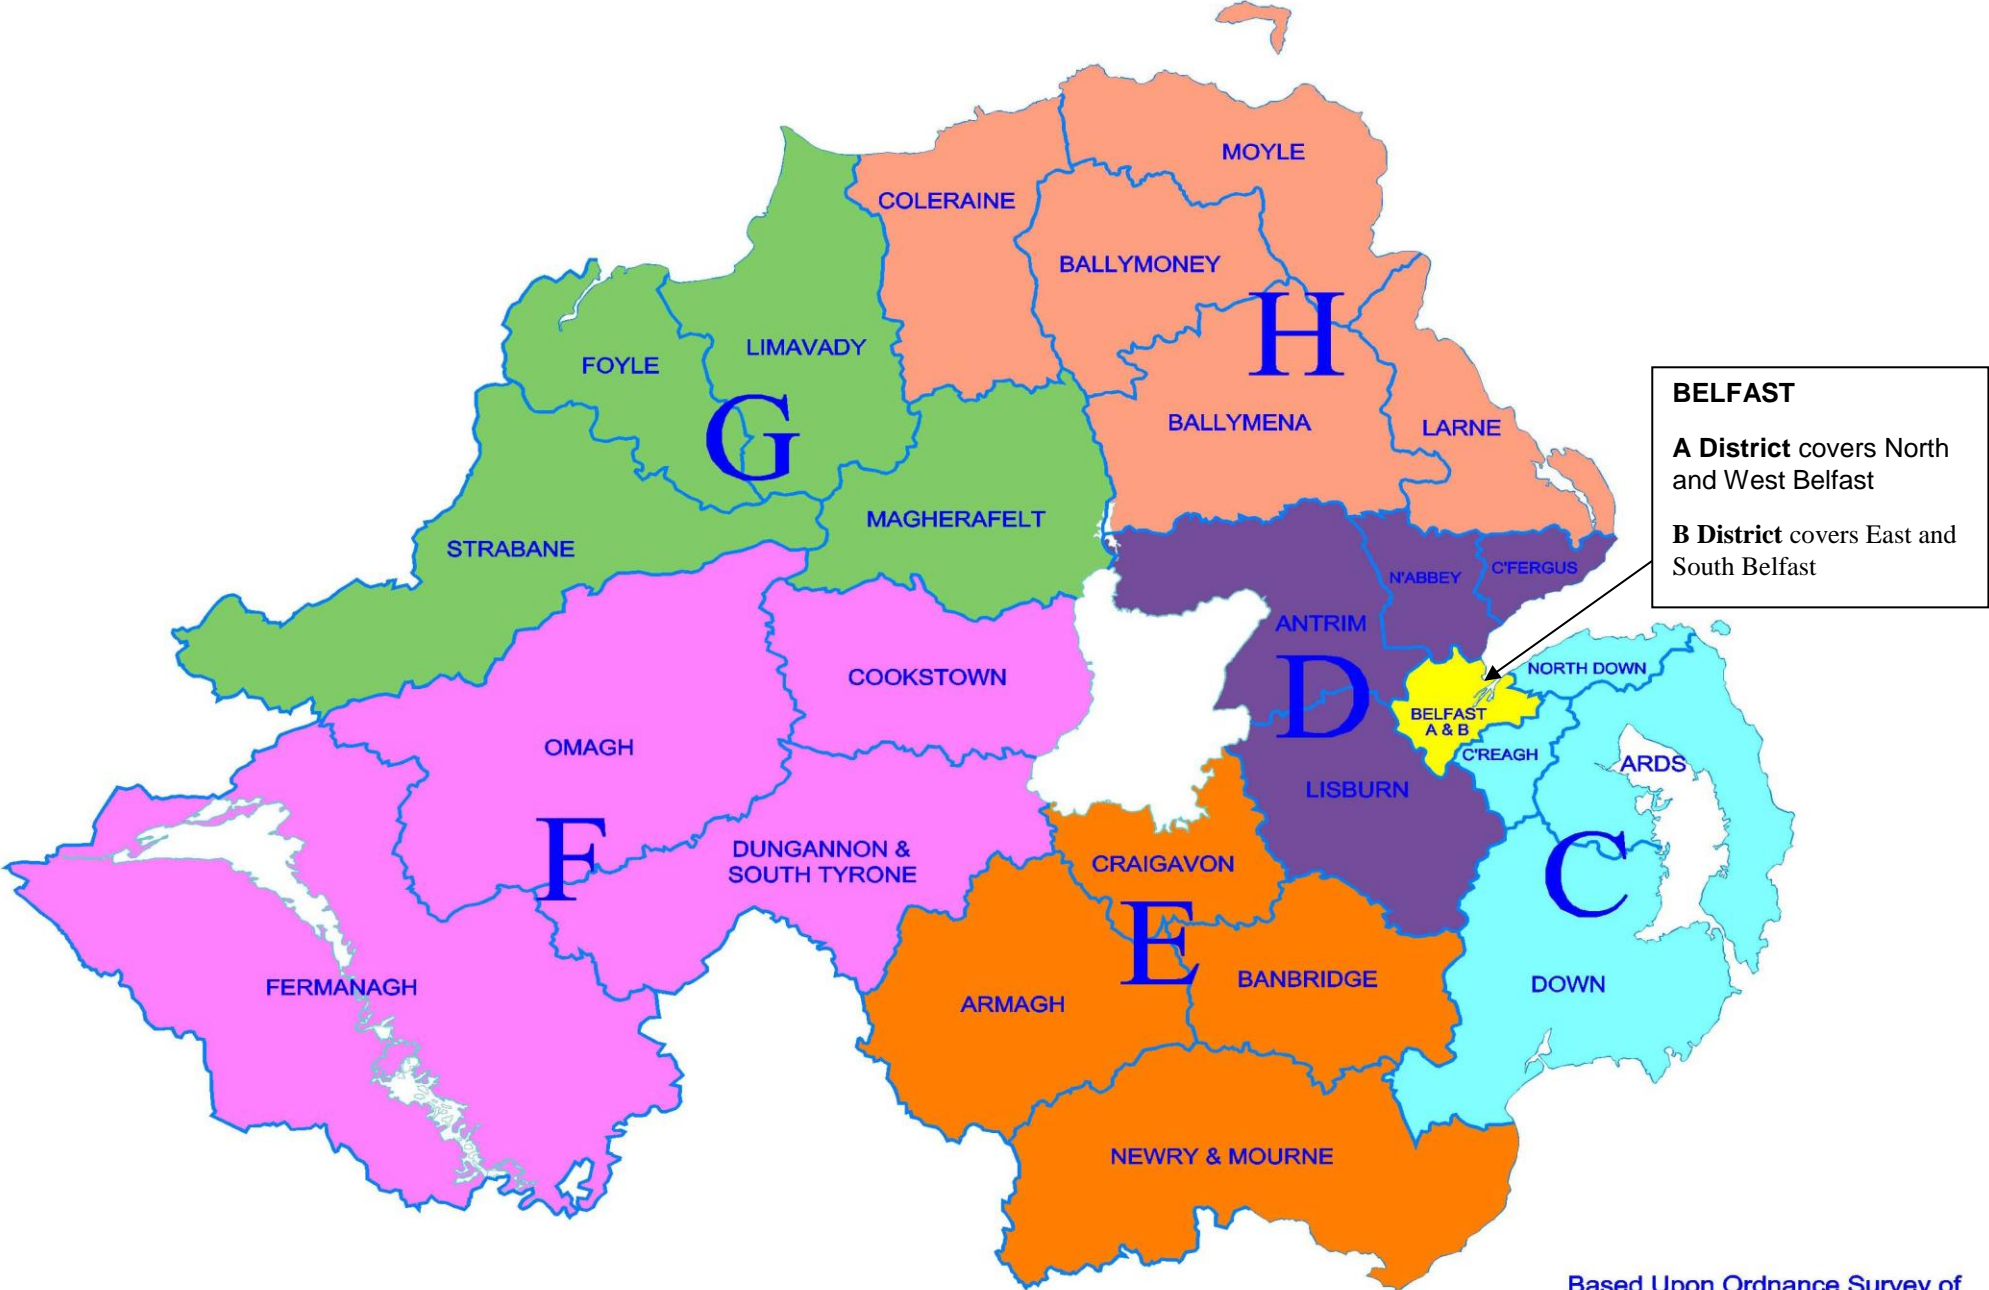 MOYLE
COLERAINE
BALLYMONEY
H
LIMAVADY
FOYLE
G
BALLYMENA
LARNE
BELFAST
A District covers North
and West Belfast
B District covers East and
South Belfast
MAGHERAFELT
STRABANE
C'FERGUS
N'ABBEY
ANTRIM
NORTH DOWN
COOKSTOWN
D
BELFAST
A & B
OMAGH
C'REAGH
ARDS
LISBURN
F
DUNGANNON &
SOUTH TYRONE
CRAIGAVON
C
E
FERMANAGH
BANBRIDGE
DOWN
ARMAGH
NEWRY & MOURNE
Based Upon Ordnance Survey of